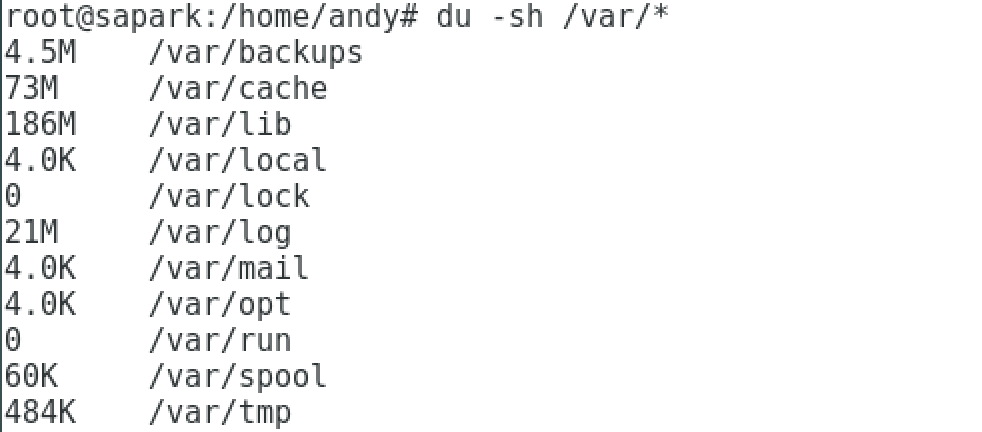 root@sapark:/home/andy# du -sh /var/*
4.5M    /var/backups
73M     /var/cache
186M    /var/lib
4.0K    /var/local
0       /var/lock
21M     /var/log
4.0K    /var/mail
4.0K    /var/opt
0       /var/run
60K     /var/spool
484K    /var/tmp